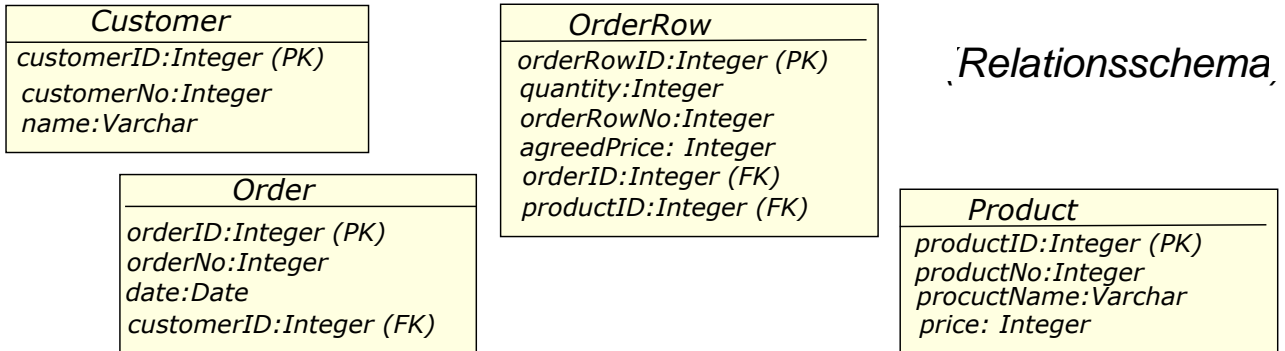 Customer
customerID:Integer (PK)
customerNo:Integer
name:Varchar
OrderRow
orderRowID:Integer (PK)
quantity:Integer
orderRowNo:Integer
agreedPrice: Integer
orderID:Integer (FK)
productID:Integer (FK)
Relationsschema
Order
orderID:Integer (PK)
orderNo:Integer
date:Date
customerID:Integer (FK)
Product
productID:Integer (PK)
productNo:Integer
procuctName:Varchar
price: Integer